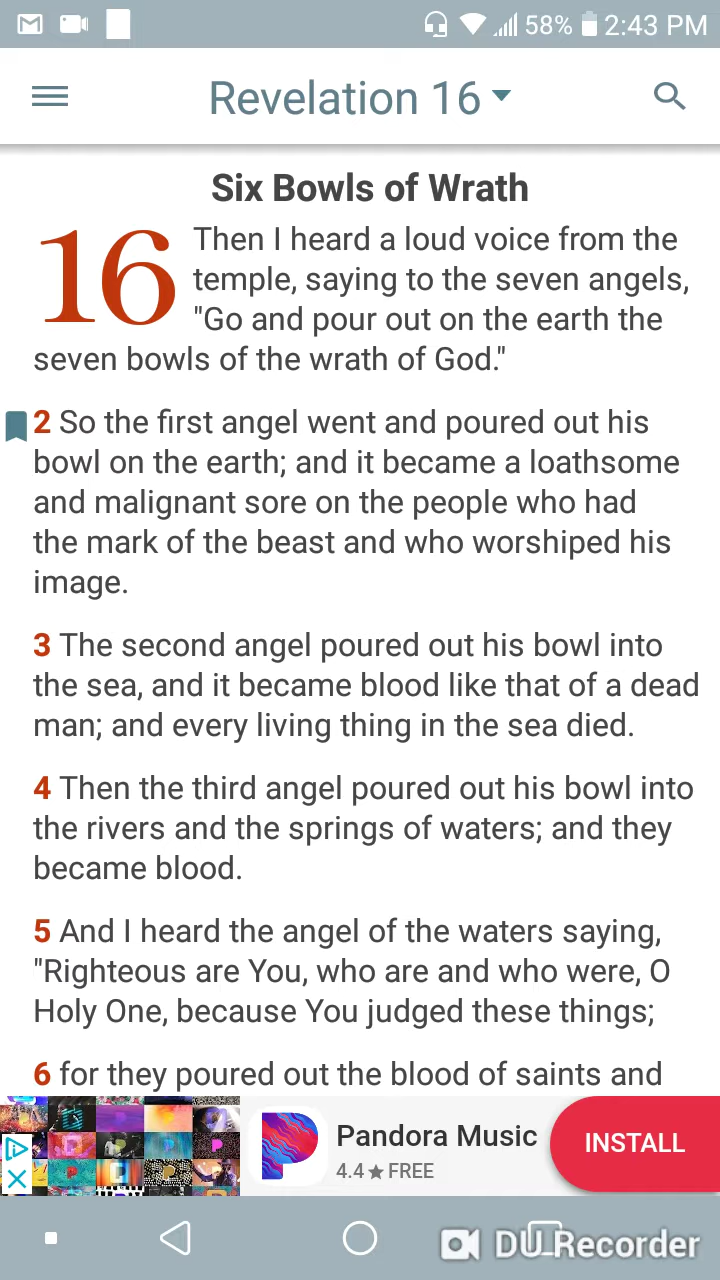 58% 2:43 PM
Revelation 16
Six Bowls of Wrath
16 Then I heard a loud voice from the
temple, saying to the seven angels,
"Go and pour out on the earth the
seven bowls of the wrath of God."
2 So the first angel went and poured out his
bowl on the earth; and it became a loathsome
and malignant sore on the people who had
the mark of the beast and who worshiped his
image.
3 The second angel poured out his bowl into
the sea, and it became blood like that of a dead
man; and every living thing in the sea died.
4 Then the third angel poured out his bowl into
the rivers and the springs of waters; and they
became blood.
5 And I heard the angel of the waters saying,
"Righteous are You, who are and who were, O
Holy One, because You judged these things;
6 for they poured out the blood of saints and
Pandora Music
4.4★FREE
INSTALL
DU Recorder